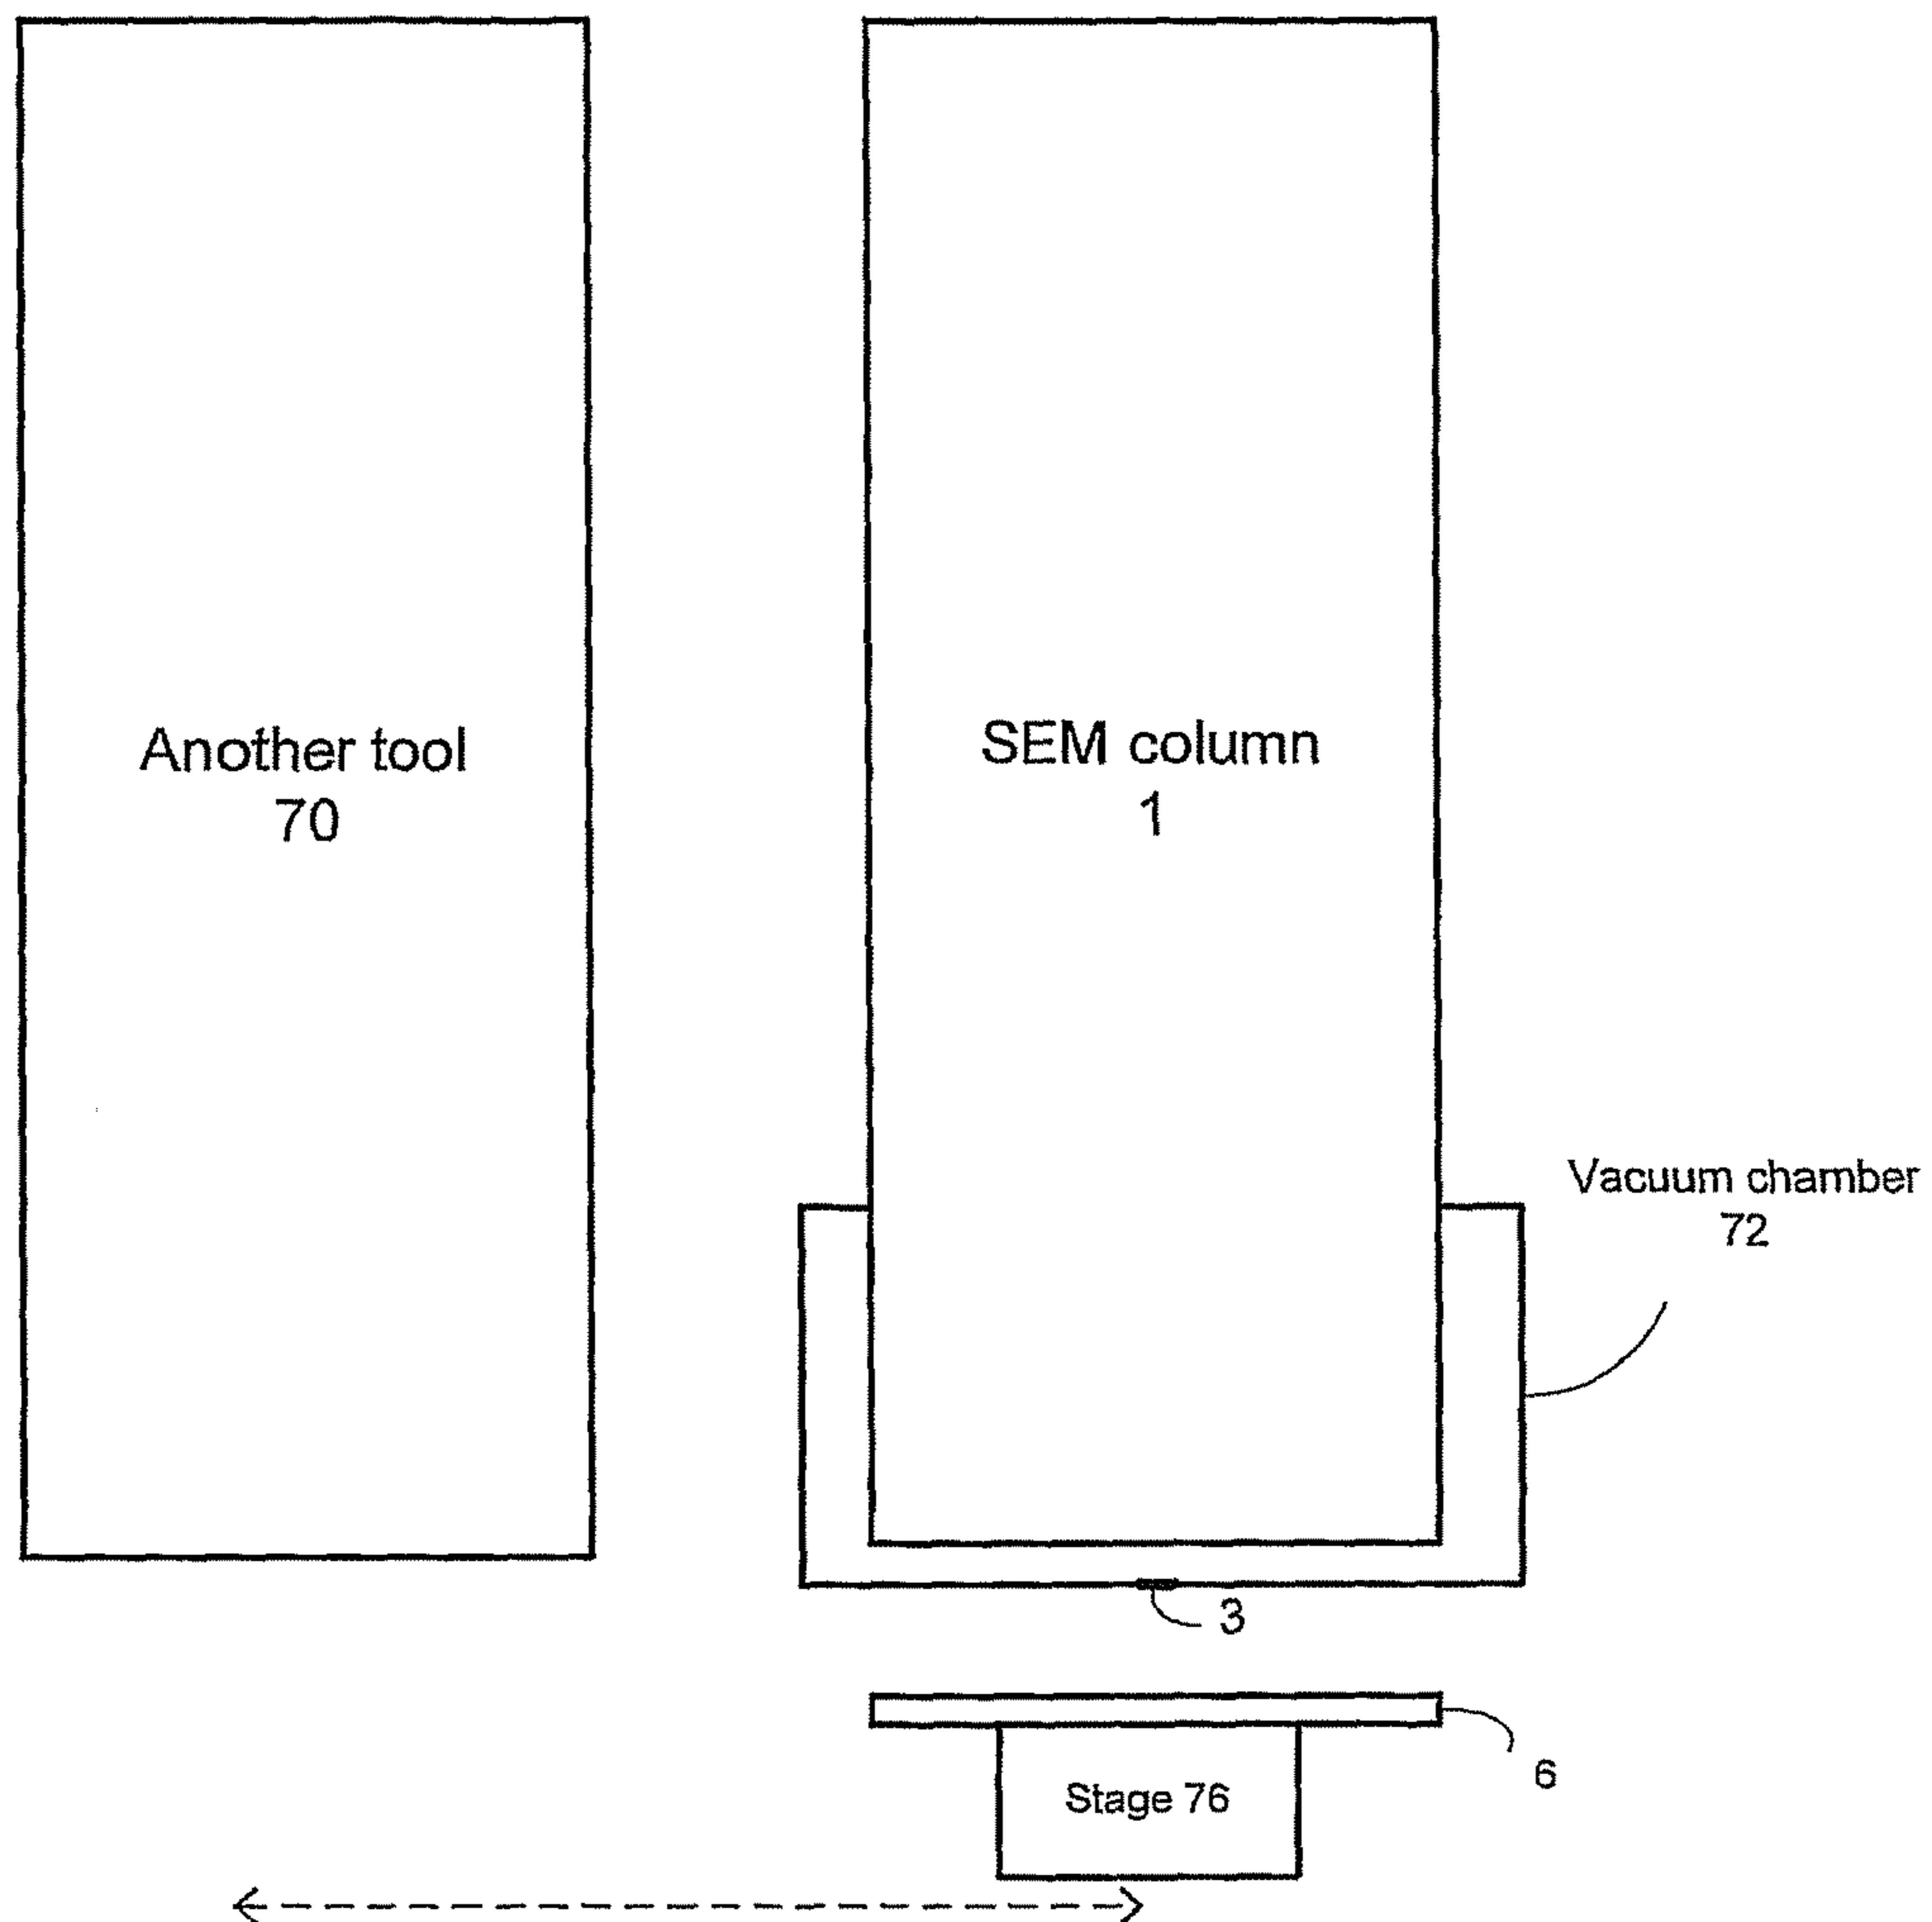 Another tool
70
SEM column
1
Vacuum chamber
72
3
6
Stage 76